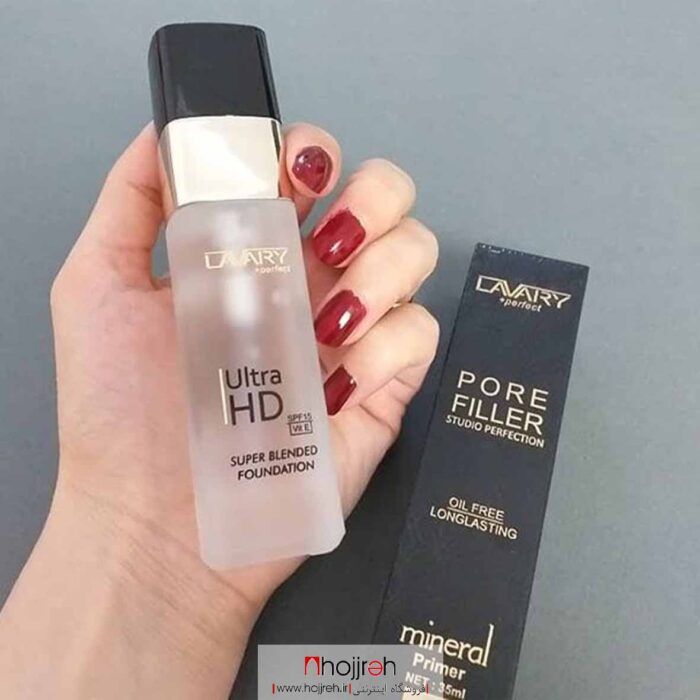 LAVARY
+perfect
Ultra
HD
SPF15
Vit E
SUPER BLENDED
FOUNDATION
LAVARY
+perfect
PORE
FILLER
STUDIO PERFECTION
OIL FREE
LONGLASTING
mineral
Primer
NET : 35ml
hojjreh
فروشگاه اینترنتی | www.hojjreh.ir